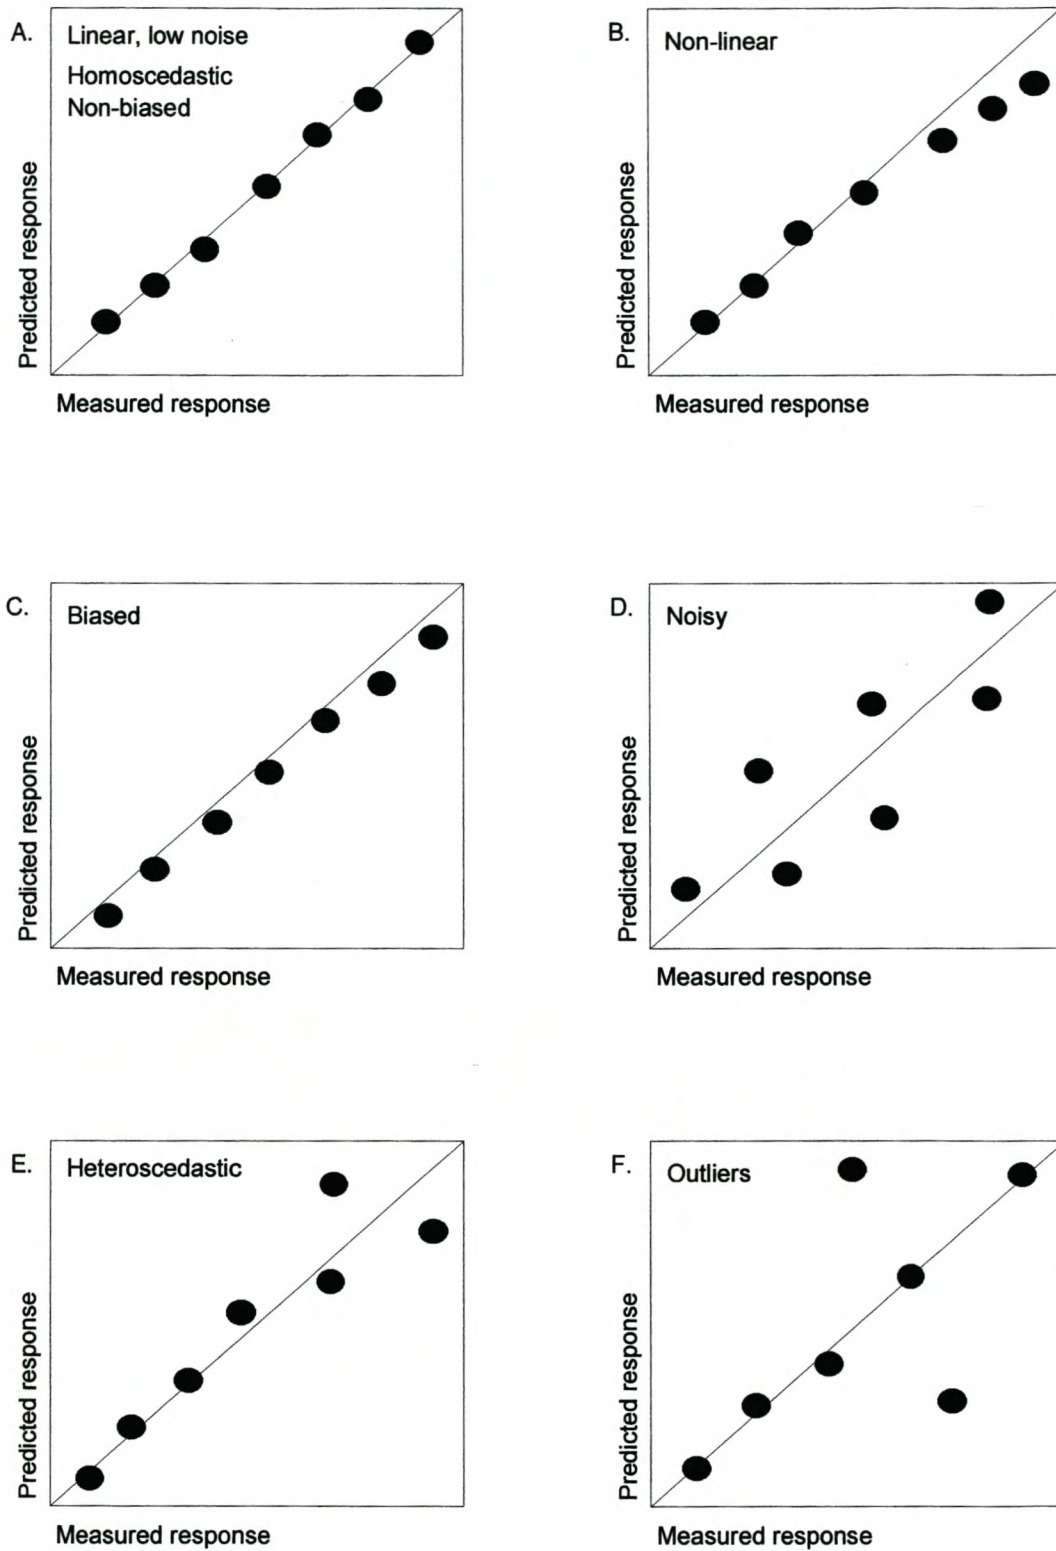 A.
Linear, low noise
Homoscedastic
Non-biased
Predicted response
Measured response
B.
Non-linear
Predicted response
Measured response
C.
Biased
Predicted response
Measured response
D.
Noisy
Predicted response
Measured response
E.
Heteroscedastic
Predicted response
Measured response
F.
Outliers
Predicted response
Measured response